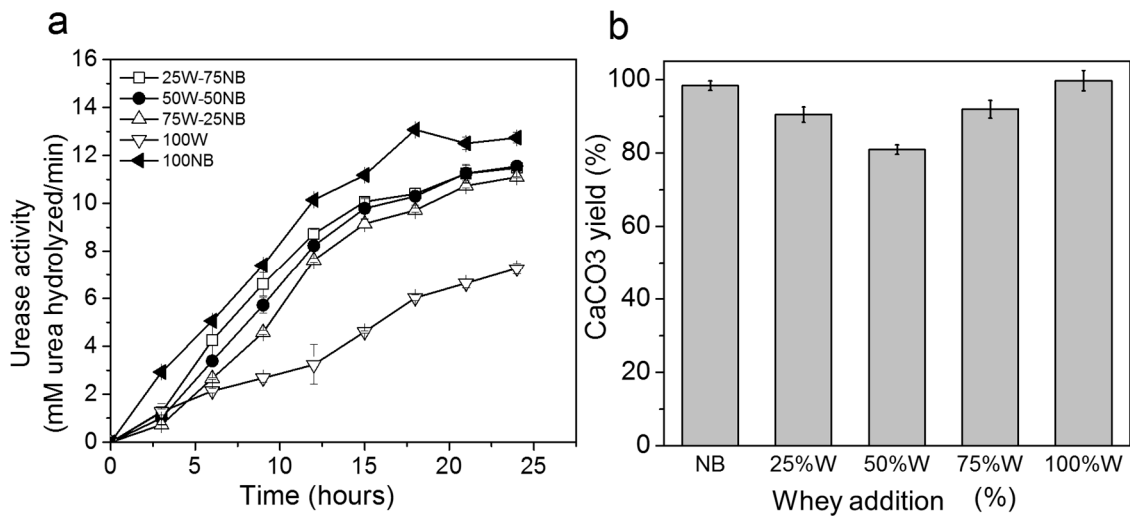 a
16
14
12
10
8
6
4
2
0
Urease activity
(mM urea hydrolyzed/min)
25W-75NB
50W-50NB
75W-25NB
100W
100NB
0 5 10 15 20 25
Time (hours)
b
100
80
60
40
20
0
CaCO3 yield (%)
NB 25%W 50%W 75%W 100%W
Whey addition (%)